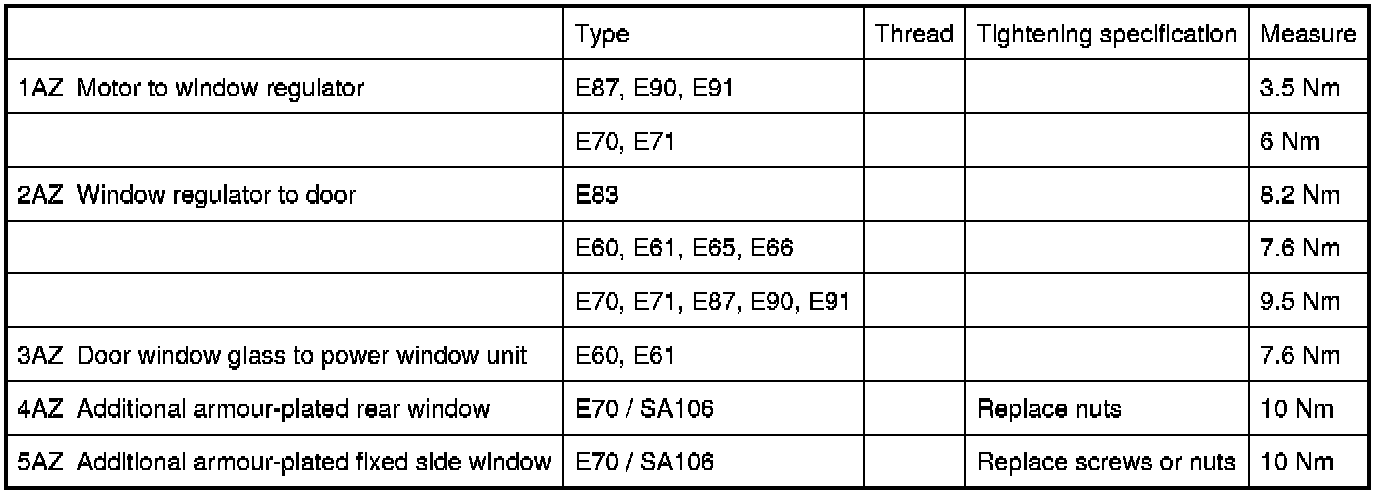 Type Thread Tightening specification Measure
1AZ Motor to window regulator E87, E90, E91 3.5 Nm
E70, E71 6 Nm
2AZ Window regulator to door E83 8.2 Nm
E60, E61, E65, E66 7.6 Nm
E70, E71, E87, E90, E91 9.5 Nm
3AZ Door window glass to power window unit E60, E61 7.6 Nm
4AZ Additional armour-plated rear window E70 / SA106 Replace nuts 10 Nm
5AZ Additional armour-plated fixed side window E70 / SA106 Replace screws or nuts 10 Nm